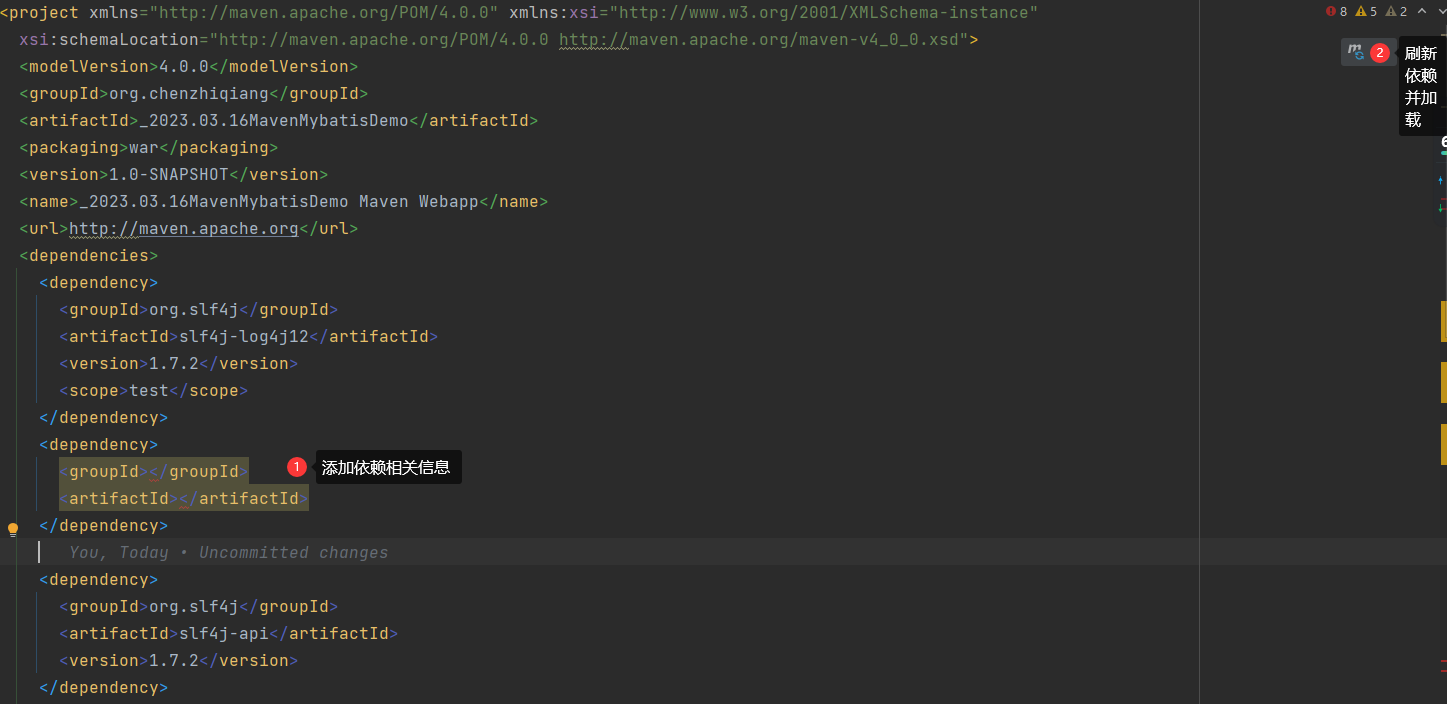 <project xmlns="http://maven.apache.org/POM/4.0.0" xmlns:xsi="http://www.w3.org/2001/XMLSchema-instance"
8 5 2
xsi:schemaLocation="http://maven.apache.org/POM/4.0.0 http://maven.apache.org/maven-v4_0_0.xsd">
<modelVersion>4.0.0</modelVersion>
m 2
刷新
依赖
并加
载
<groupId>org.chenzhiqiang</groupId>
<artifactId>_2023.03.16MavenMybatisDemo</artifactId>
<packaging>war</packaging>
<version>1.0-SNAPSHOT</version>
<name>_2023.03.16MavenMybatisDemo Maven Webapp</name>
<url>http://maven.apache.org</url>
<dependencies>
<dependency>
<groupId>org.slf4j</groupId>
<artifactId>slf4j-log4j12</artifactId>
<version>1.7.2</version>
<scope>test</scope>
</dependency>
<dependency>
<groupId></groupId>
1 添加依赖相关信息
<artifactId></artifactId>
</dependency>
You, Today • Uncommitted changes
<dependency>
<groupId>org.slf4j</groupId>
<artifactId>slf4j-api</artifactId>
<version>1.7.2</version>
</dependency>